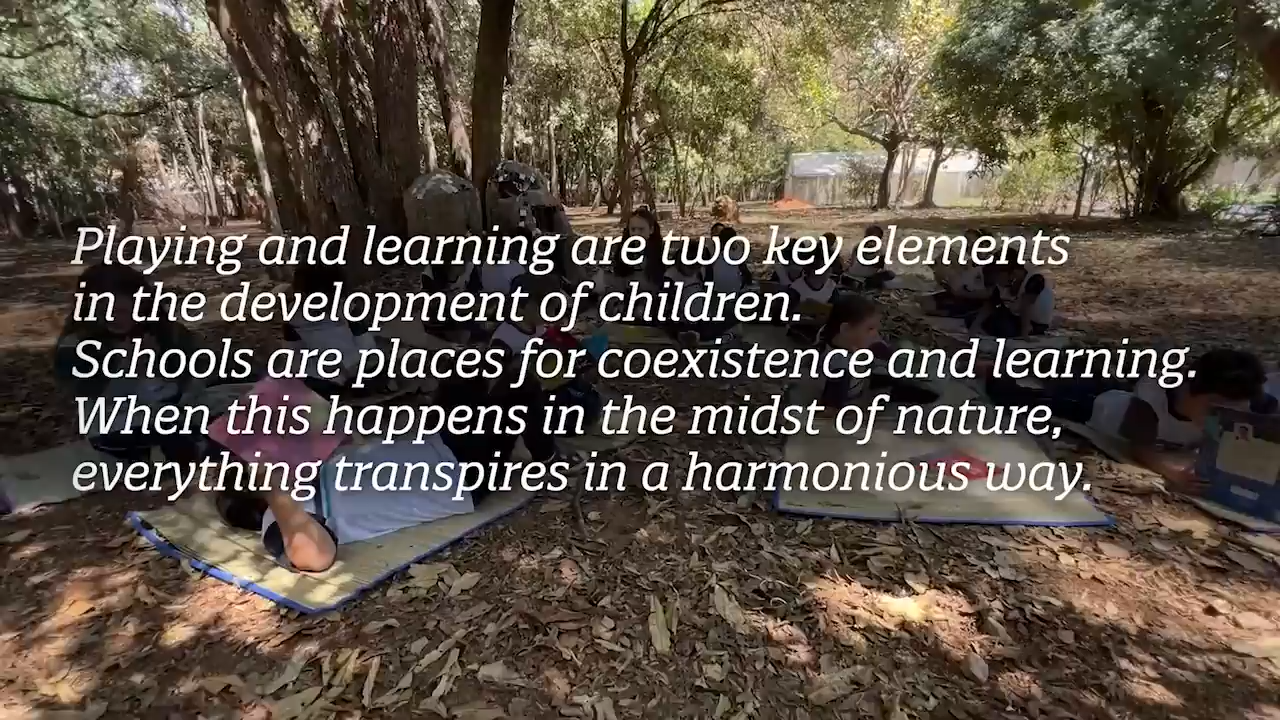 Playing and learning are two key elements
in the development of children.
Schools are places for coexistence and learning.
When this happens in the midst of nature,
everything transpires in a harmonious way.